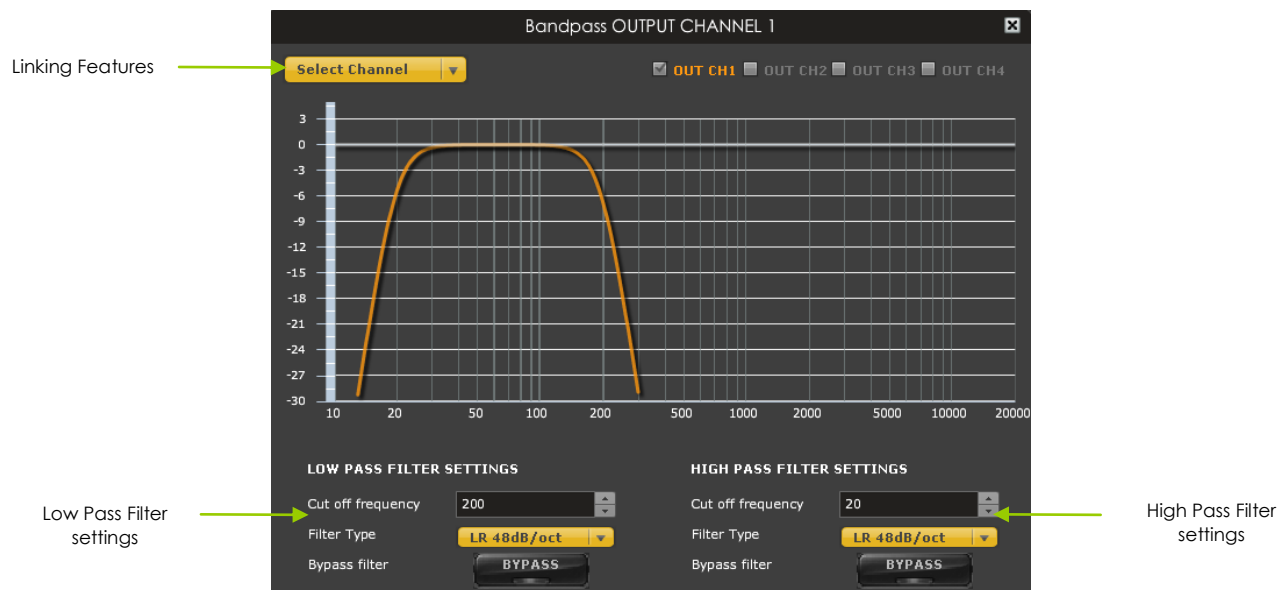 Bandpass OUTPUT CHANNEL 1
Linking Features
Select Channel
OUT CH1 OUT CH2 OUT CH3 OUT CH4
3
0
-3
-6
-9
-12
-15
-18
-21
-24
-27
-30
10 20 50 100 200 500 1000 2000 5000 10000 20000
LOW PASS FILTER SETTINGS
Cut off frequency 200
Filter Type LR 48dB/oct
Bypass filter BYPASS
HIGH PASS FILTER SETTINGS
Cut off frequency 20
Filter Type LR 48dB/oct
Bypass filter BYPASS
Low Pass Filter
settings
High Pass Filter
settings